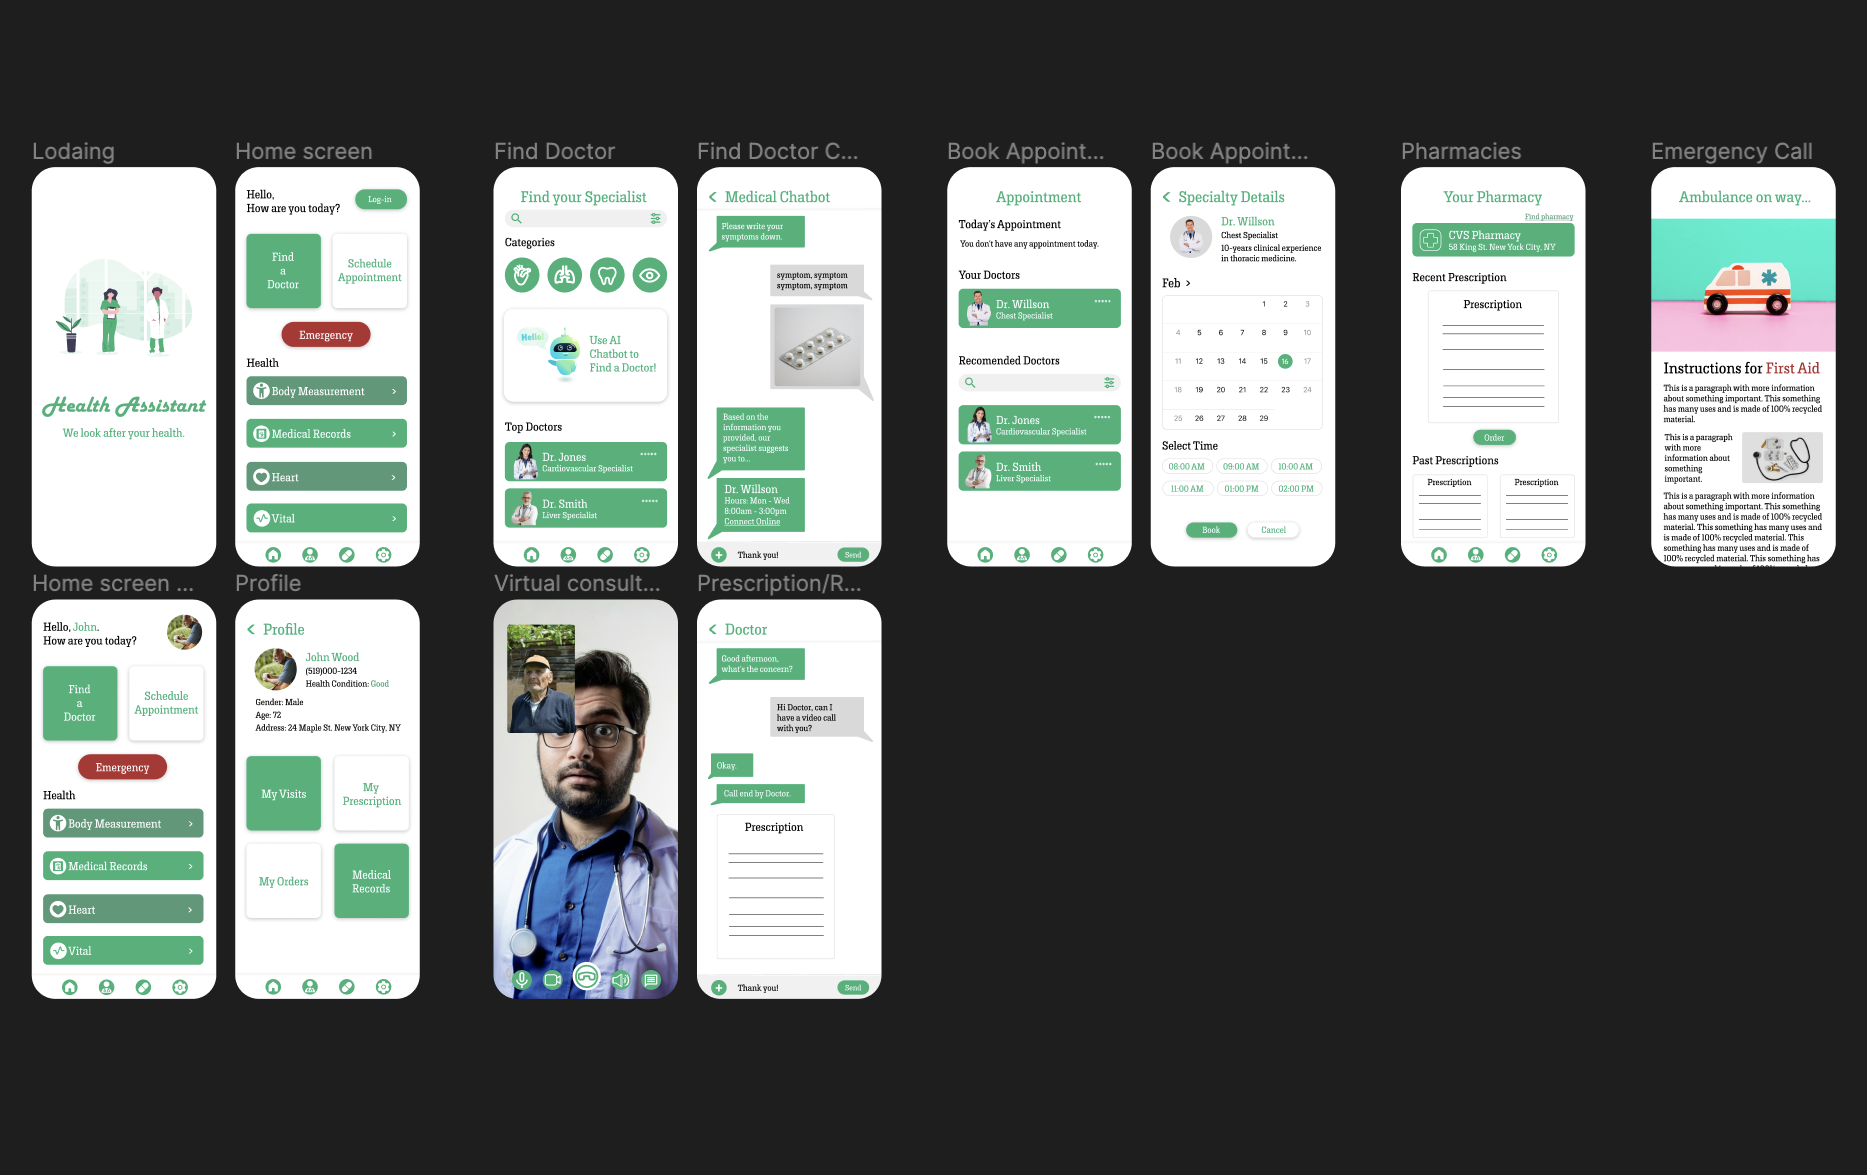 Lodaing
Health Assistant
We look after your health.
Home screen
Hello,
How are you today?
Log-in
Find
a
Doctor
Schedule
Appointment
Emergency
Health
Body Measurement
Medical Records
Heart
Vital
Find Doctor
Find your Specialist
Categories
Hello!
Use AI
Chatbot to
Find a Doctor!
Top Doctors
Dr. Jones
Cardiovascular Specialist
Dr. Smith
Liver Specialist
Find Doctor C...
Medical Chatbot
Please write your
symptoms down.
symptom, symptom
symptom, symptom
Based on the
information you
provided, our
specialist suggests
you to...
Dr. Willson
Hours: Mon - Wed
8:00am - 3:00pm
Connect Online
Thank you!
Send
Book Appoint...
Appointment
Today's Appointment
You don't have any appointment today.
Your Doctors
Dr. Willson
Chest Specialist
Recomended Doctors
Dr. Jones
Cardiovascular Specialist
Dr. Smith
Liver Specialist
Book Appoint...
Specialty Details
Dr. Willson
Chest Specialist
10-years clinical experience
in thoracic medicine.
Feb >
1 2 3
4 5 6 7 8 9 10
11 12 13 14 15 16 17
18 19 20 21 22 23 24
25 26 27 28 29
Select Time
08:00 AM 09:00 AM 10:00 AM
11:00 AM 01:00 PM 02:00 PM
Book
Cancel
Pharmacies
Your Pharmacy
Find pharmacy
CVS Pharmacy
58 King St. New York City, NY
Recent Prescription
Prescription
Order
Past Prescriptions
Prescription
Prescription
Emergency Call
Ambulance on way...
Instructions for First Aid
This is a paragraph with more information
about something important. This something
has many uses and is made of 100% recycled
material.
This is a paragraph
with more
information about
something
important.
This is a paragraph with more information
about something important. This something
has many uses and is made of 100% recycled
material. This something has many uses and
is made of 100% recycled material. This
something has many uses and is made of
100% recycled material. This something has
Home screen ...
Hello, John.
How are you today?
Find
a
Doctor
Schedule
Appointment
Emergency
Health
Body Measurement
Medical Records
Heart
Vital
Profile
Profile
John Wood
(519)000-1234
Health Condition: Good
Gender: Male
Age: 72
Address: 24 Maple St. New York City, NY
My Visits
My
Prescription
My Orders
Medical
Records
Virtual consult...
Prescription/R...
Doctor
Good afternoon,
what's the concern?
Hi Doctor, can I
have a video call
with you?
Okay.
Call end by Doctor.
Prescription
Thank you!
Send